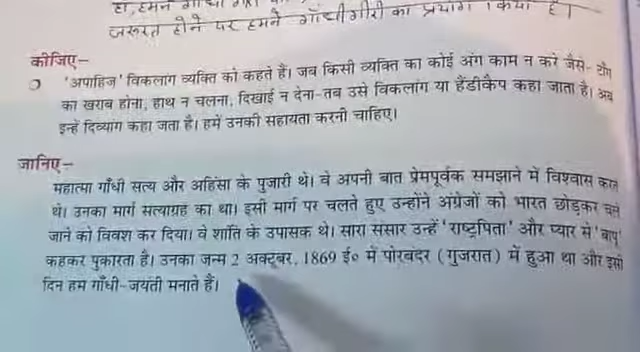 हाँ, हमने गाँधीगीरी का
जरूरत होने पर हमने गाँधीगीरी का प्रयोग किया है।
कीजिए–
'अपाहिज' विकलांग व्यक्ति को कहते हैं। जब किसी व्यक्ति का कोई अंग काम न करे जैसे- टाँग
का खराब होना, हाथ न चलना, दिखाई न देना-तब उसे विकलांग या हैंडीकैप कहा जाता है। अब
इन्हें दिव्यांग कहा जता है। हमें उनकी सहायता करनी चाहिए।
जानिए–
महात्मा गाँधी सत्य और अहिंसा के पुजारी थे। वे अपनी बात प्रेमपूर्वक समझाने में विश्वास करते
थे। उनका मार्ग सत्याग्रह का था। इसी मार्ग पर चलते हुए उन्होंने अंग्रेजों को भारत छोड़कर चले
जाने को विवश कर दिया। वे शांति के उपासक थे। सारा संसार उन्हें 'राष्ट्रपिता' और प्यार से 'बापू'
कहकर पुकारता है। उनका जन्म 2 अक्टूबर, 1869 ई० में पोरबंदर (गुजरात) में हुआ था और इसी
दिन हम गाँधी-जयंती मनाते हैं।